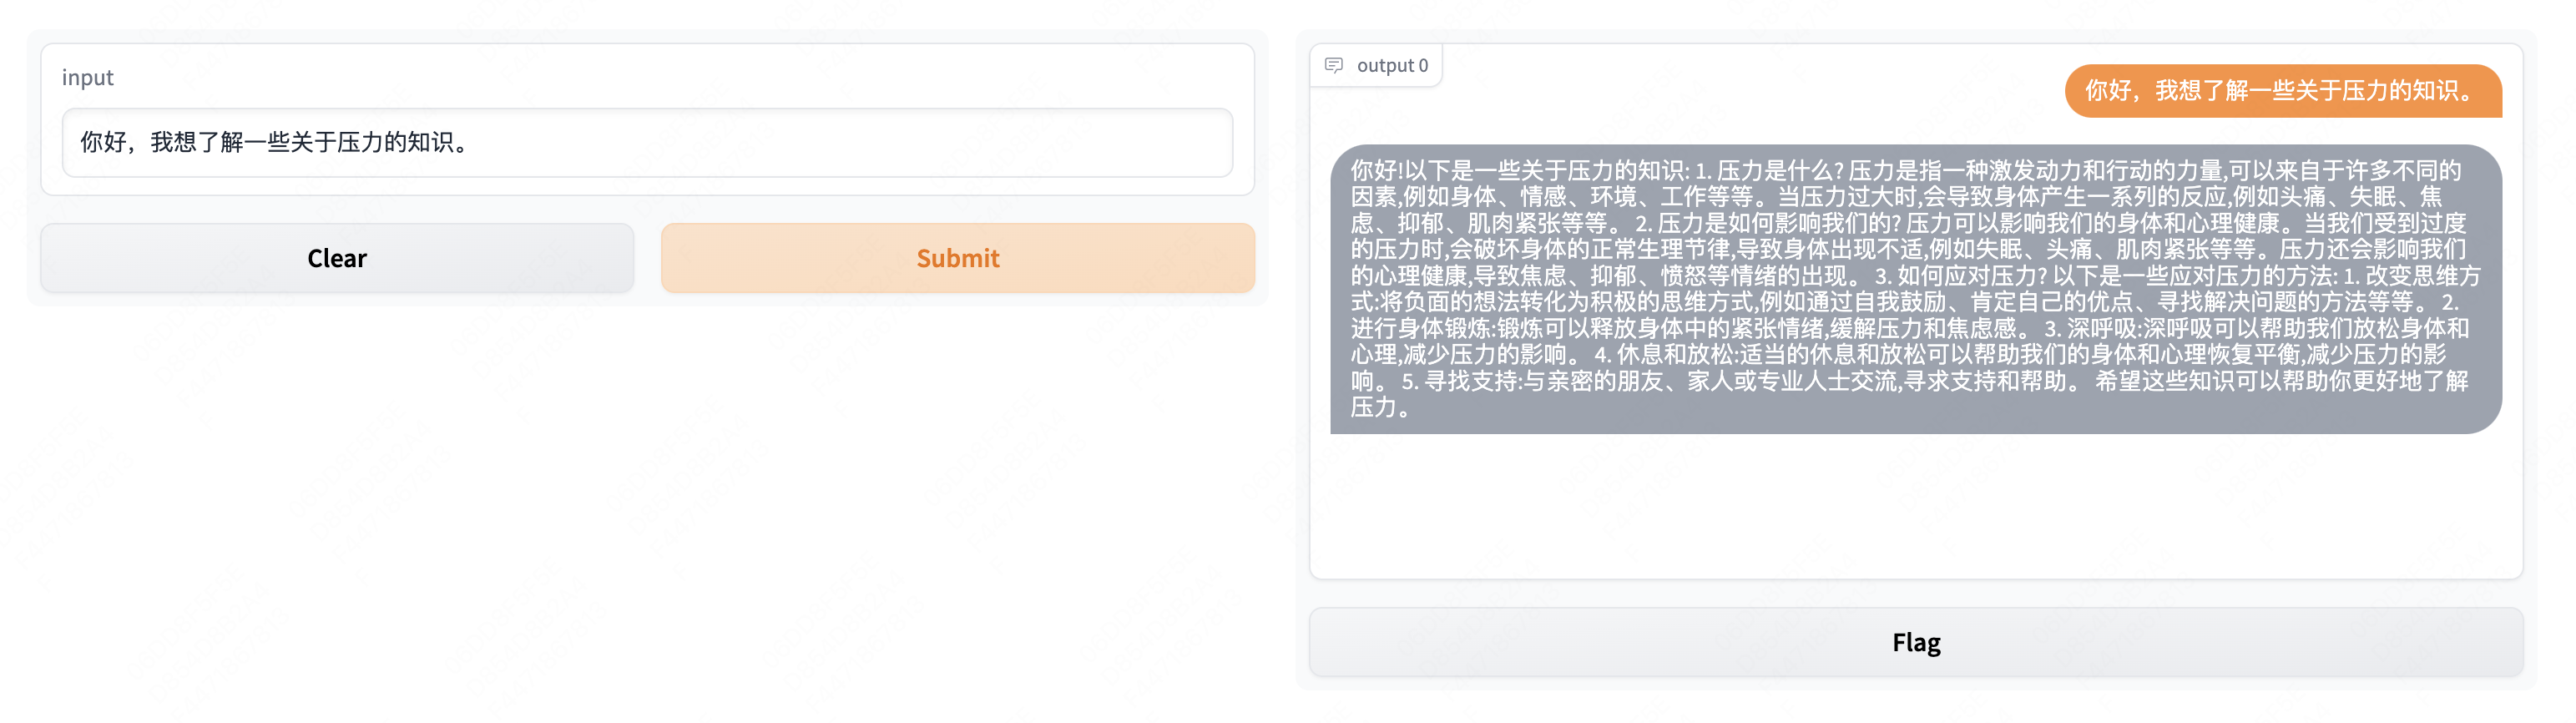 input
你好，我想了解一些关于压力的知识。
Clear
Submit
output 0
你好，我想了解一些关于压力的知识。
你好!以下是一些关于压力的知识: 1. 压力是什么? 压力是指一种激发动力和行动的力量,可以来自于许多不同的
因素,例如身体、情感、环境、工作等等。当压力过大时,会导致身体产生一系列的反应,例如头痛、失眠、焦
虑、抑郁、肌肉紧张等等。 2. 压力是如何影响我们的? 压力可以影响我们的身体和心理健康。当我们受到过度
的压力时,会破坏身体的正常生理节律,导致身体出现不适,例如失眠、头痛、肌肉紧张等等。压力还会影响我们
的心理健康,导致焦虑、抑郁、愤怒等情绪的出现。 3. 如何应对压力? 以下是一些应对压力的方法: 1. 改变思维方
式:将负面的想法转化为积极的思维方式,例如通过自我鼓励、肯定自己的优点、寻找解决问题的方法等等。 2.
进行身体锻炼:锻炼可以释放身体中的紧张情绪,缓解压力和焦虑感。 3. 深呼吸:深呼吸可以帮助我们放松身体和
心理,减少压力的影响。 4. 休息和放松:适当的休息和放松可以帮助我们的身体和心理恢复平衡,减少压力的影
响。 5. 寻找支持:与亲密的朋友、家人或专业人士交流,寻求支持和帮助。 希望这些知识可以帮助你更好地了解
压力。
Flag